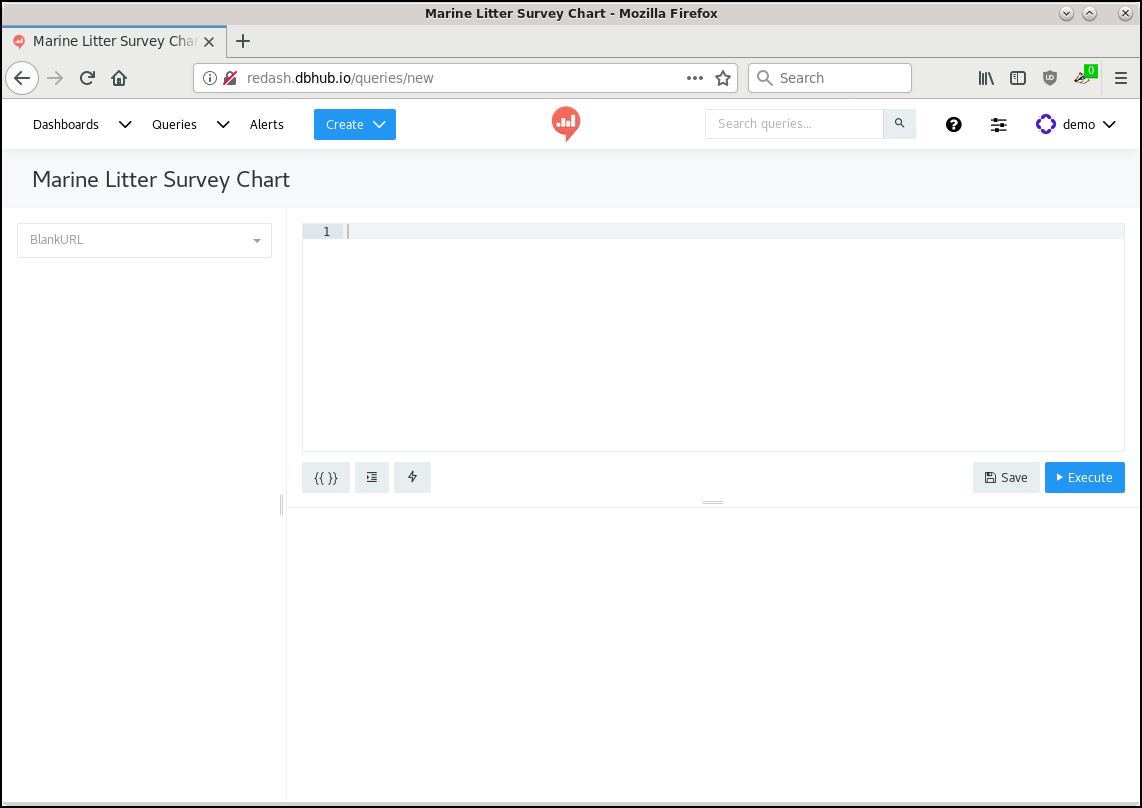 Marine Litter Survey Chart - Mozilla Firefox
Marine Litter Survey Cha
redash.dbhub.io/queries/new
Search
0
Dashboards Queries Alerts Create Search queries... demo
Marine Litter Survey Chart
BlankURL
1
{{ }} Save Execute